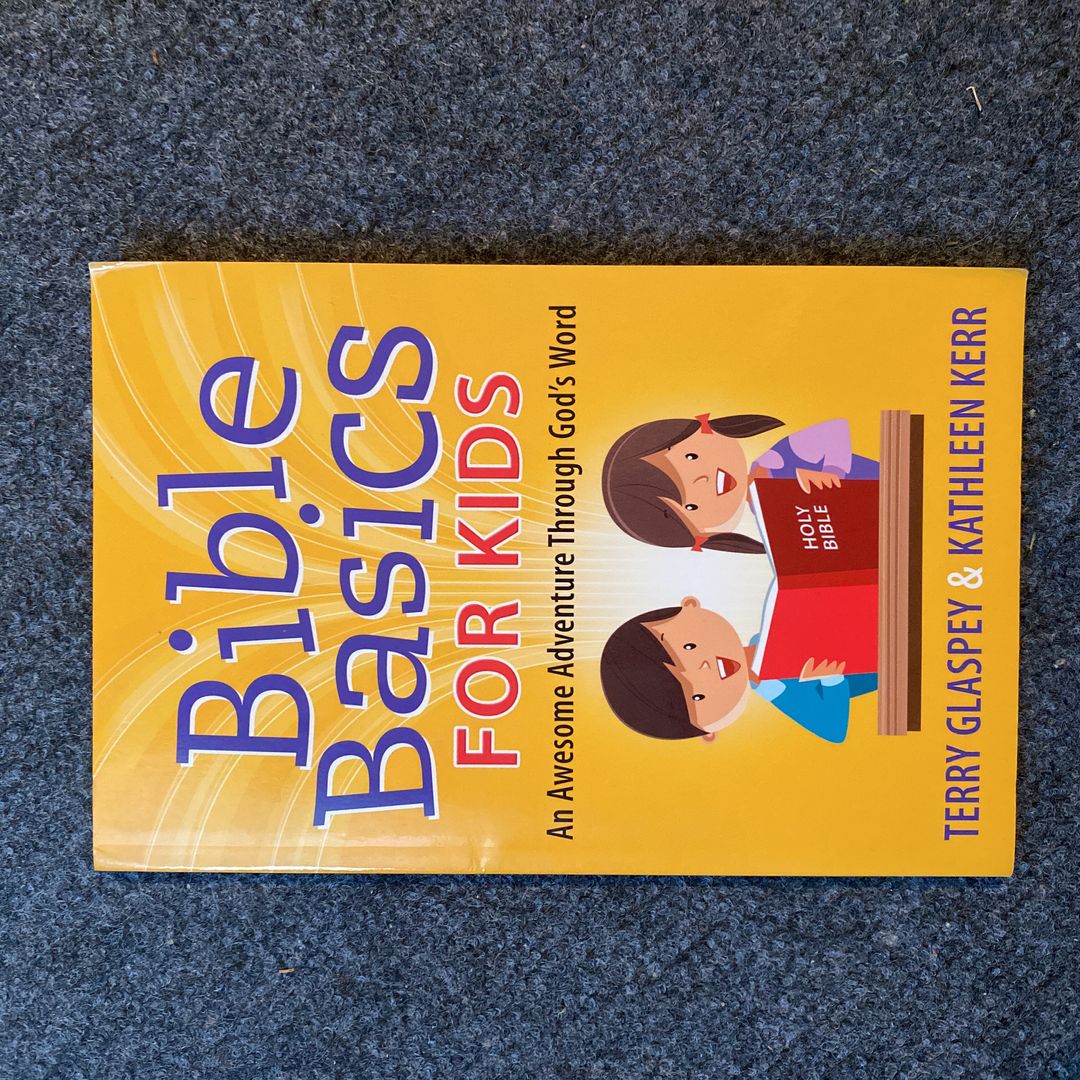 Bible
Basics
FOR KIDS
An Awesome Adventure Through God's Word
HOLY
BIBLE
TERRY GLASPEY & KATHLEEN KERR